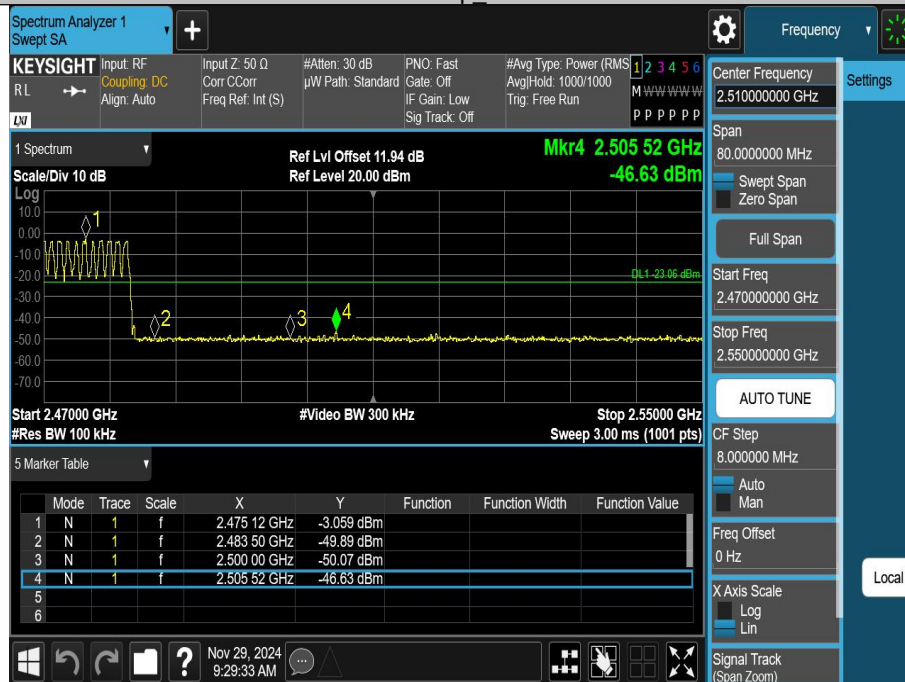 Spectrum Analyzer 1
Swept SA
Frequency
KEYSIGHT
RL
LXI
Input: RF
Coupling: DC
Align: Auto
Input Z: 50 Ω
Corr CCorr
Freq Ref: Int (S)
#Atten: 30 dB
µW Path: Standard
PNO: Fast
Gate: Off
IF Gain: Low
Sig Track: Off
#Avg Type: Power (RMS
Avg|Hold: 1000/1000
Trig: Free Run
1 2 3 4 5 6
M W W W W W
P P P P P P
Center Frequency
2.510000000 GHz
Settings
1 Spectrum
Scale/Div 10 dB
Ref Lvl Offset 11.94 dB
Ref Level 20.00 dBm
Mkr4 2.505 52 GHz
-46.63 dBm
Log
10.0
0.00
-10.0
-20.0
-30.0
-40.0
-50.0
-60.0
-70.0
1
2
3
4
DL1 -23.06 dBm
Start 2.47000 GHz
#Res BW 100 kHz
#Video BW 300 kHz
Stop 2.55000 GHz
Sweep 3.00 ms (1001 pts)
Span
80.0000000 MHz
Swept Span
Zero Span
Full Span
Start Freq
2.470000000 GHz
Stop Freq
2.550000000 GHz
AUTO TUNE
CF Step
8.000000 MHz
Auto
Man
Freq Offset
0 Hz
X Axis Scale
Log
Lin
Signal Track
(Span Zoom)
Local
5 Marker Table
Mode Trace Scale X Y Function Function Width Function Value
1 N 1 f 2.475 12 GHz -3.059 dBm
2 N 1 f 2.483 50 GHz -49.89 dBm
3 N 1 f 2.500 00 GHz -50.07 dBm
4 N 1 f 2.505 52 GHz -46.63 dBm
5
6
?
Nov 29, 2024
9:29:33 AM